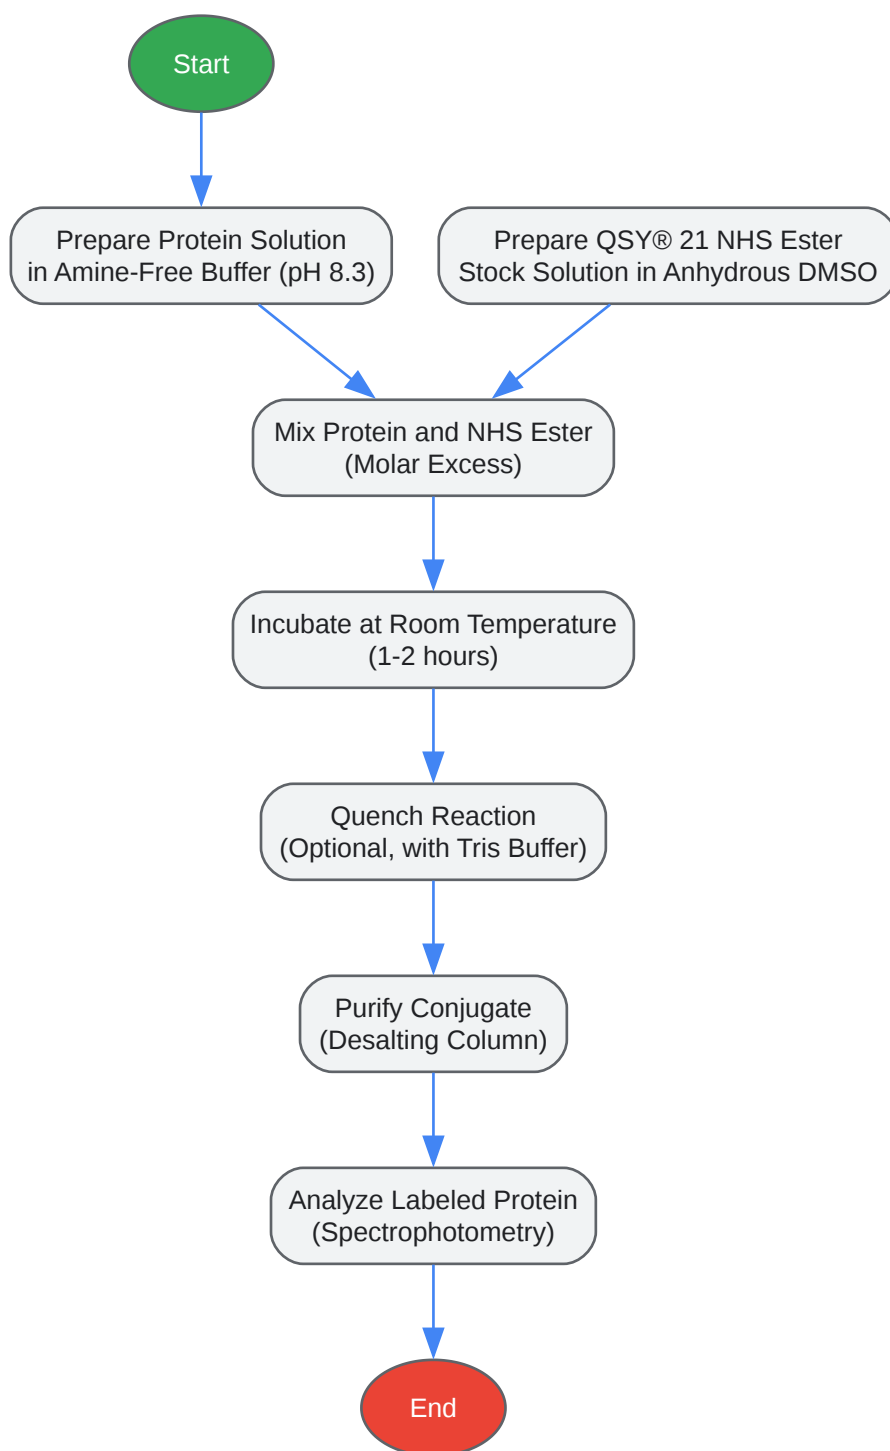 Start
Prepare Protein Solution
in Amine-Free Buffer (pH 8.3)
Prepare QSY® 21 NHS Ester
Stock Solution in Anhydrous DMSO
Mix Protein and NHS Ester
(Molar Excess)
Incubate at Room Temperature
(1-2 hours)
Quench Reaction
(Optional, with Tris Buffer)
Purify Conjugate
(Desalting Column)
Analyze Labeled Protein
(Spectrophotometry)
End